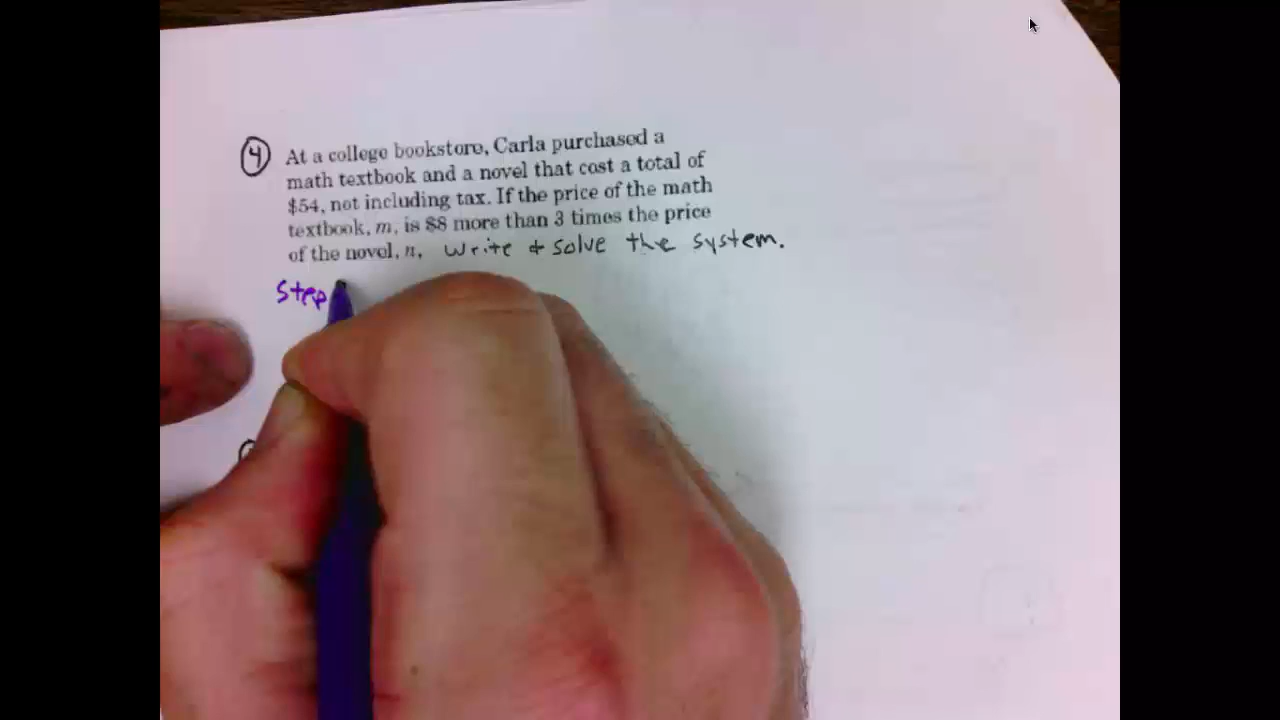 4 At a college bookstore, Carla purchased a
math textbook and a novel that cost a total of
$54, not including tax. If the price of the math
textbook, m, is $8 more than 3 times the price
of the novel, n, write + solve the system.
Step